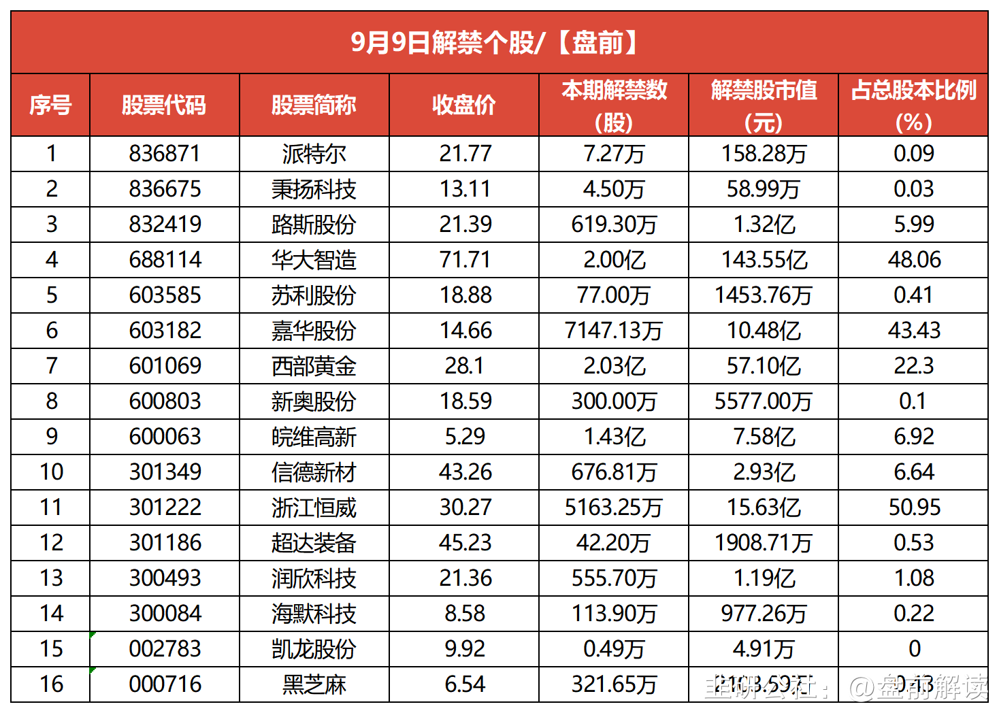 9月9日解禁个股/【盘前】
序号 股票代码 股票简称 收盘价 本期解禁数(股) 解禁股市值(元) 占总股本比例(%)
1 836871 派特尔 21.77 7.27万 158.28万 0.09
2 836675 秉扬科技 13.11 4.50万 58.99万 0.03
3 832419 路斯股份 21.39 619.30万 1.32亿 5.99
4 688114 华大智造 71.71 2.00亿 143.55亿 48.06
5 603585 苏利股份 18.88 77.00万 1453.76万 0.41
6 603182 嘉华股份 14.66 7147.13万 10.48亿 43.43
7 601069 西部黄金 28.1 2.03亿 57.10亿 22.3
8 600803 新奥股份 18.59 300.00万 5577.00万 0.1
9 600063 皖维高新 5.29 1.43亿 7.58亿 6.92
10 301349 信德新材 43.26 676.81万 2.93亿 6.64
11 301222 浙江恒威 30.27 5163.25万 15.63亿 50.95
12 301186 超达装备 45.23 42.20万 1908.71万 0.53
13 300493 润欣科技 21.36 555.70万 1.19亿 1.08
14 300084 海默科技 8.58 113.90万 977.26万 0.22
15 002783 凯龙股份 9.92 0.49万 4.91万 0
16 000716 黑芝麻 6.54 321.65万 2103.59万 0.43
韭研公社：@盘前解读